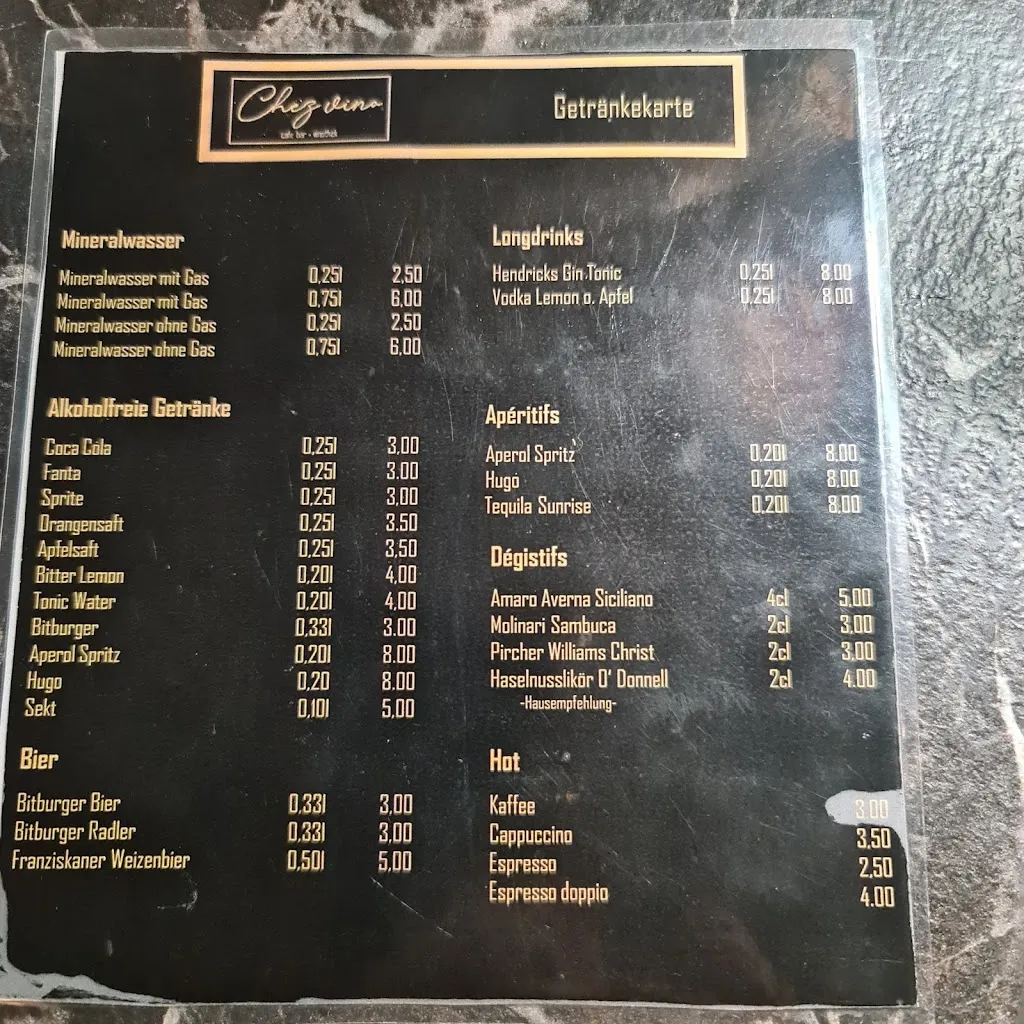 Chez vino
cafe bar - vinothek
Getränkekarte
Mineralwasser
Mineralwasser mit Gas 0,25l 2,50
Mineralwasser mit Gas 0,75l 6,00
Mineralwasser ohne Gas 0,25l 2,50
Mineralwasser ohne Gas 0,75l 6,00
Alkoholfreie Getränke
Coca Cola 0,25l 3,00
Fanta 0,25l 3.00
Sprite 0,25l 3,00
Orangensaft 0,25l 3,50
Apfelsaft 0,25l 3,50
Bitter Lemon 0,20l 4,00
Tonic Water 0,20l 4,00
Bitburger 0,33l 3.00
Aperol Spritz 0,20l 8.00
Hugo 0,20 8.00
Sekt 0,10l 5,00
Bier
Bitburger Bier 0,33l 3,00
Bitburger Radler 0,33l 3,00
Franziskaner Weizenbier 0,50l 5,00
Longdrinks
Hendricks Gin Tonic 0,25l 8.00
Vodka Lemon o. Apfel 0,25l 8,00
Apéritifs
Aperol Spritz 0,20l 8,00
Hugo 0,20l 8,00
Tequila Sunrise 0,20l 8,00
Dégistifs
Amaro Averna Siciliano 4cl 5,00
Molinari Sambuca 2cl 3,00
Pircher Williams Christ 2cl 3,00
Haselnusslikör O' Donnell 2cl 4.00
-Hausempfehlung-
Hot
Kaffee 3,00
Cappuccino 3,50
Espresso 2,50
Espresso doppio 4.00